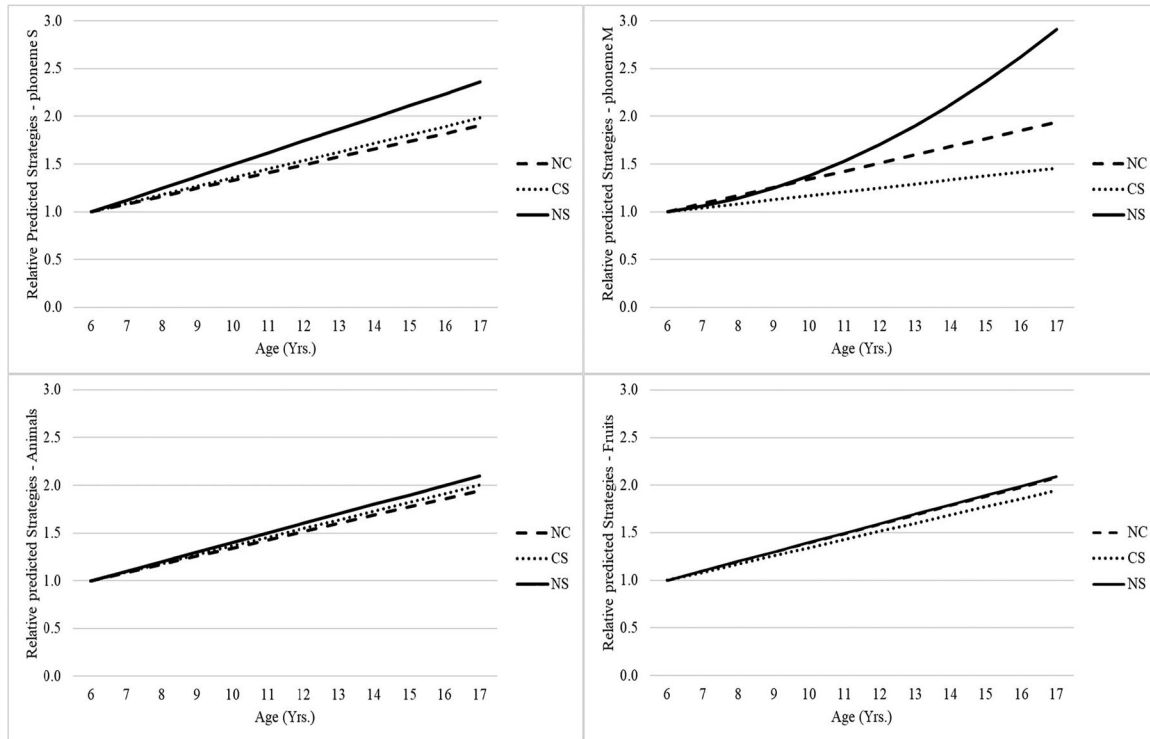 Relative Predicted Strategies - phoneme S
3.0
2.5
2.0
1.5
1.0
0.5
0.0
6 7 8 9 10 11 12 13 14 15 16 17
Age (Yrs.)
NC
CS
NS
Relative predicted Strategies - phoneme M
3.0
2.5
2.0
1.5
1.0
0.5
0.0
6 7 8 9 10 11 12 13 14 15 16 17
Age (Yrs.)
NC
CS
NS
Relative predicted Strategies - Animals
3.0
2.5
2.0
1.5
1.0
0.5
0.0
6 7 8 9 10 11 12 13 14 15 16 17
Age (Yrs.)
NC
CS
NS
Relative predicted Strategies - Fruits
3.0
2.5
2.0
1.5
1.0
0.5
0.0
6 7 8 9 10 11 12 13 14 15 16 17
Age (Yrs.)
NC
CS
NS